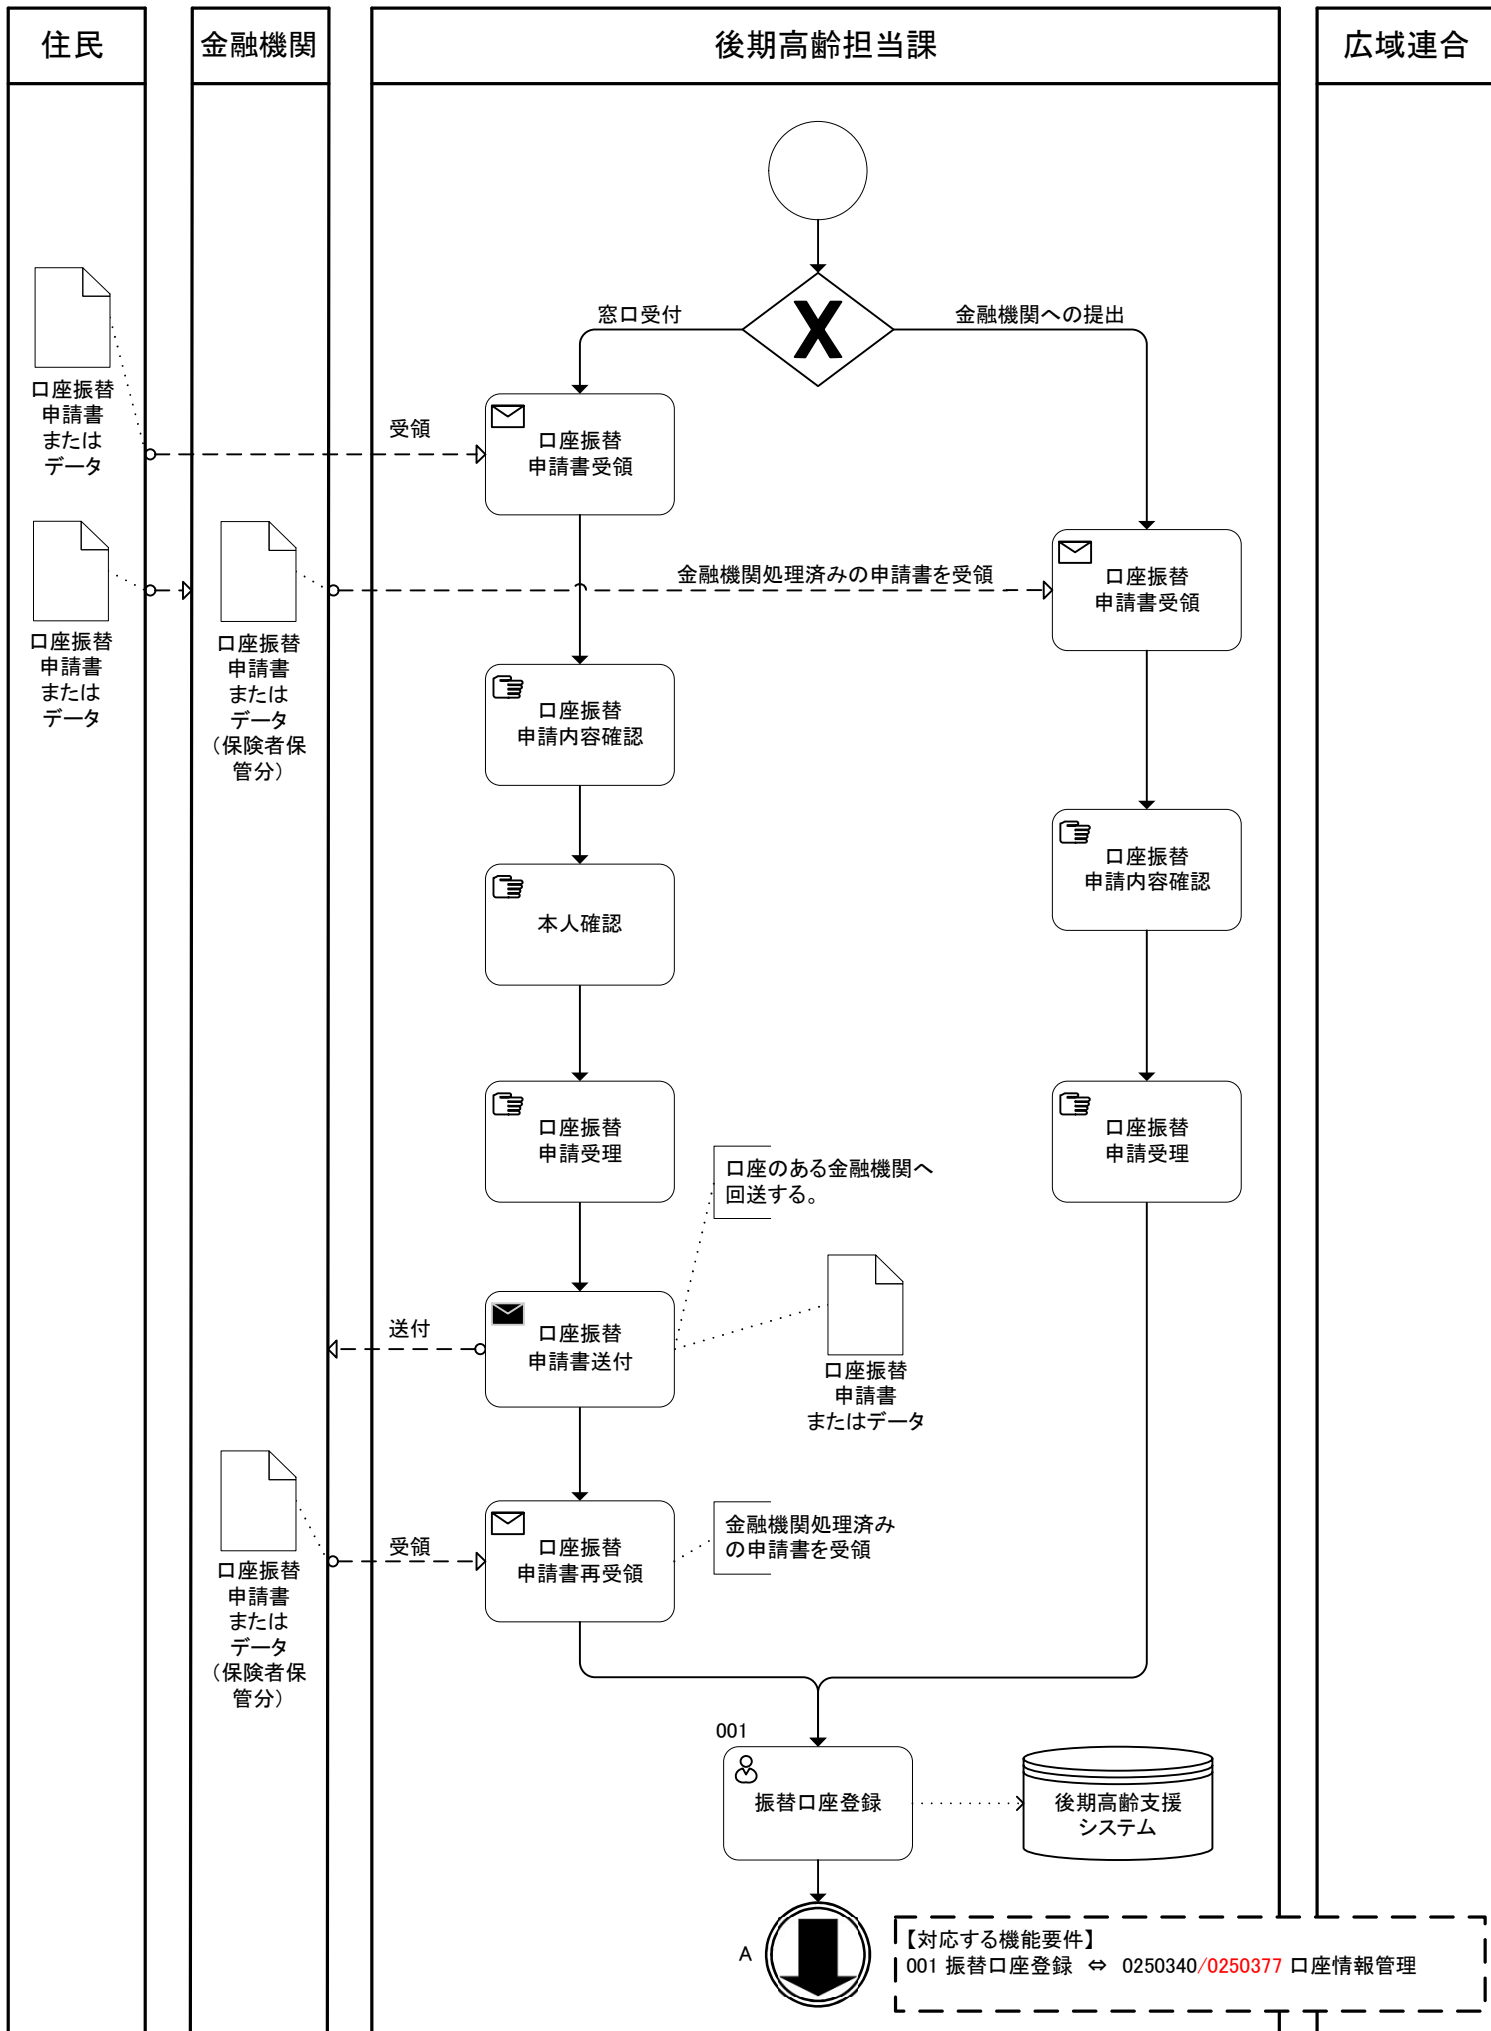 住民
金融機関
後期高齢担当課
広域連合
窓口受付
金融機関への提出
口座振替
申請書
または
データ
受領
口座振替
申請書受領
口座振替
申請書
または
データ
口座振替
申請書
または
データ
（保険者保
管分）
金融機関処理済みの申請書を受領
口座振替
申請書受領
口座振替
申請内容確認
口座振替
申請内容確認
本人確認
口座振替
申請受理
口座振替
申請受理
口座のある金融機関へ
回送する。
送付
口座振替
申請書送付
口座振替
申請書
またはデータ
口座振替
申請書
または
データ
（保険者保
管分）
受領
口座振替
申請書再受領
金融機関処理済み
の申請書を受領
001
振替口座登録
後期高齢支援
システム
A
【対応する機能要件】
001 振替口座登録 ⇔ 0250340/0250377 口座情報管理